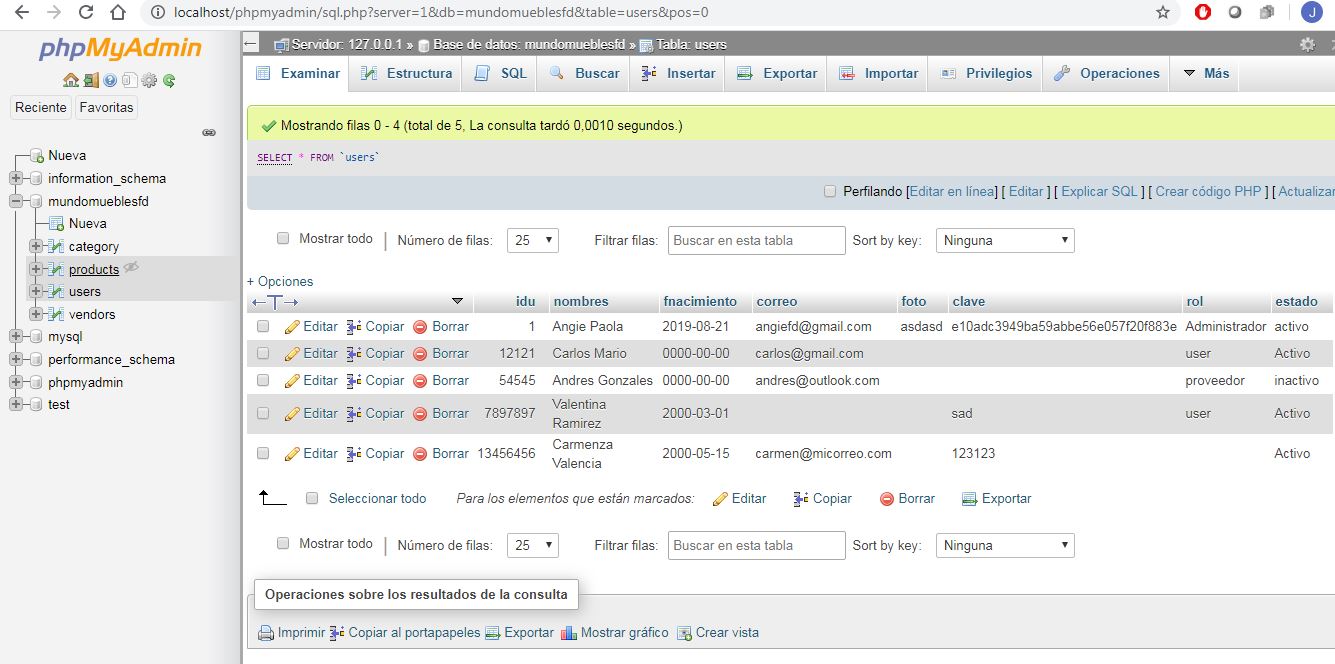 localhost/phpmyadmin/sql.php?server=1&db=mundomueblesfd&table=users&pos=0
J
phpMyAdmin
Reciente Favoritas
Nueva
information_schema
mundomueblesfd
Nueva
category
products
users
vendors
mysql
performance_schema
phpmyadmin
test
Servidor: 127.0.0.1 » Base de datos: mundomueblesfd » Tabla: users
Examinar Estructura SQL Buscar Insertar Exportar Importar Privilegios Operaciones Más
Mostrando filas 0 - 4 (total de 5, La consulta tardó 0,0010 segundos.)
SELECT * FROM `users`
Perfilando [Editar en línea] [ Editar ] [ Explicar SQL ] [ Crear código PHP ] [ Actualizar
Mostrar todo | Número de filas: 25 Filtrar filas: Buscar en esta tabla Sort by key: Ninguna
+ Opciones
idu nombres fnacimiento correo foto clave rol estado
Editar Copiar Borrar 1 Angie Paola 2019-08-21 angiefd@gmail.com asdasd e10adc3949ba59abbe56e057f20f883e Administrador activo
Editar Copiar Borrar 12121 Carlos Mario 0000-00-00 carlos@gmail.com user Activo
Editar Copiar Borrar 54545 Andres Gonzales 0000-00-00 andres@outlook.com proveedor inactivo
Editar Copiar Borrar 7897897 Valentina Ramirez 2000-03-01 sad user Activo
Editar Copiar Borrar 13456456 Carmenza Valencia 2000-05-15 carmen@micorreo.com 123123 Activo
Seleccionar todo Para los elementos que están marcados: Editar Copiar Borrar Exportar
Mostrar todo | Número de filas: 25 Filtrar filas: Buscar en esta tabla Sort by key: Ninguna
Operaciones sobre los resultados de la consulta
Imprimir Copiar al portapapeles Exportar Mostrar gráfico Crear vista